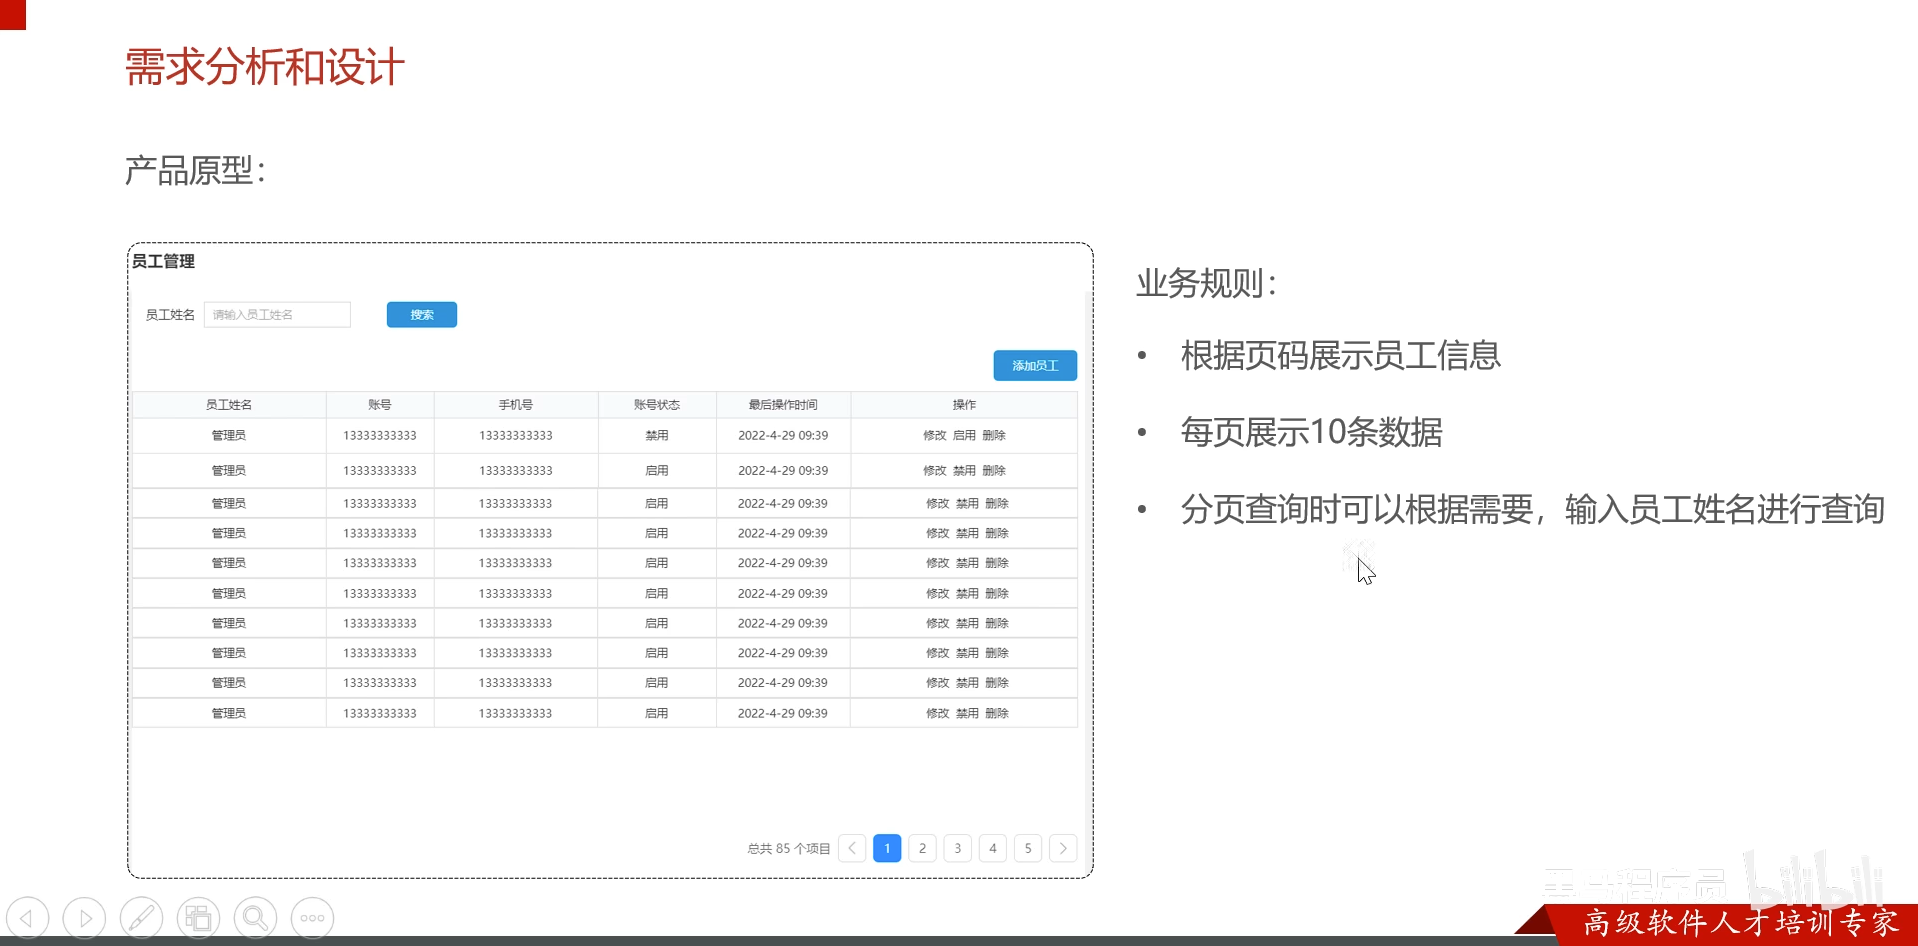 需求分析和设计
产品原型：
员工管理
员工姓名 请输入员工姓名 搜索
添加员工
员工姓名 账号 手机号 账号状态 最后操作时间 操作
管理员 13333333333 13333333333 禁用 2022-4-29 09:39 修改 启用 删除
管理员 13333333333 13333333333 启用 2022-4-29 09:39 修改 禁用 删除
管理员 13333333333 13333333333 启用 2022-4-29 09:39 修改 禁用 删除
管理员 13333333333 13333333333 启用 2022-4-29 09:39 修改 禁用 删除
管理员 13333333333 13333333333 启用 2022-4-29 09:39 修改 禁用 删除
管理员 13333333333 13333333333 启用 2022-4-29 09:39 修改 禁用 删除
管理员 13333333333 13333333333 启用 2022-4-29 09:39 修改 禁用 删除
管理员 13333333333 13333333333 启用 2022-4-29 09:39 修改 禁用 删除
管理员 13333333333 13333333333 启用 2022-4-29 09:39 修改 禁用 删除
管理员 13333333333 13333333333 启用 2022-4-29 09:39 修改 禁用 删除
总共 85 个项目 1 2 3 4 5
业务规则：
• 根据页码展示员工信息
• 每页展示10条数据
• 分页查询时可以根据需要，输入员工姓名进行查询
黑马程序员 bilibili
高级软件人才培训专家